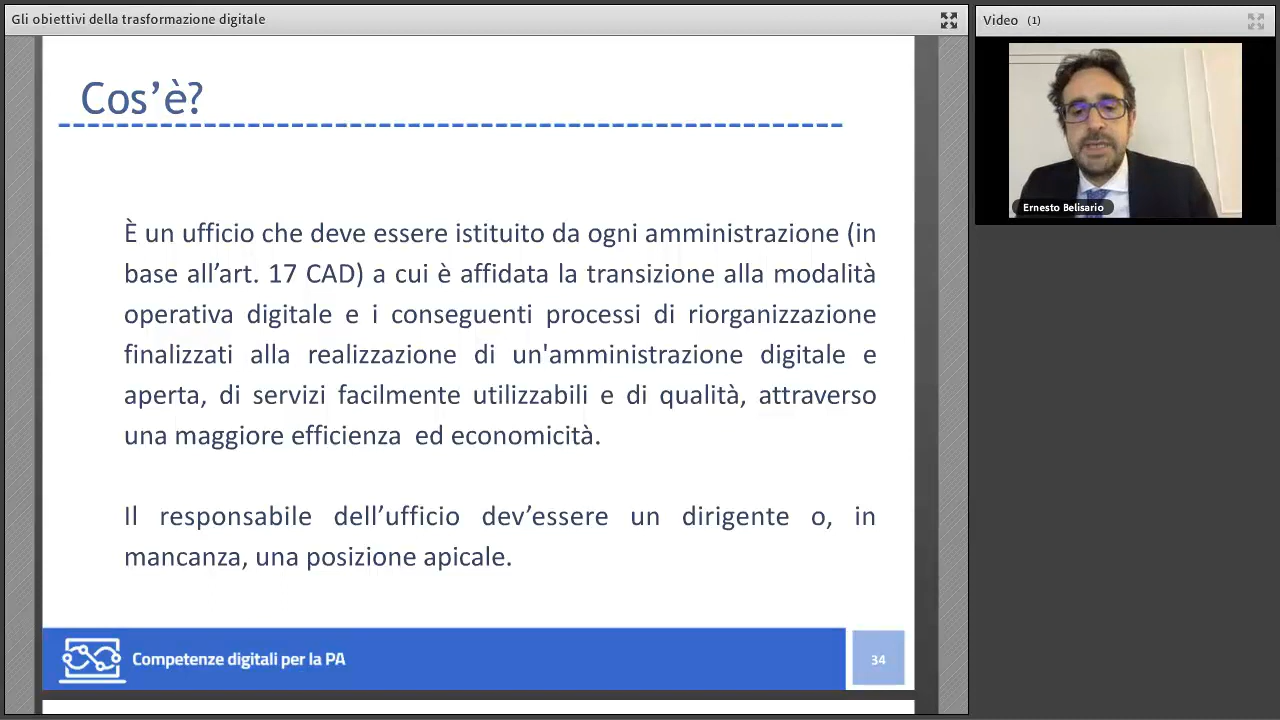 Gli obiettivi della trasformazione digitale
Video (1)
Cos’è?
È un ufficio che deve essere istituito da ogni amministrazione (in
base all’art. 17 CAD) a cui è affidata la transizione alla modalità
operativa digitale e i conseguenti processi di riorganizzazione
finalizzati alla realizzazione di un'amministrazione digitale e
aperta, di servizi facilmente utilizzabili e di qualità, attraverso
una maggiore efficienza  ed economicità.
Il responsabile dell’ufficio dev’essere un dirigente o, in
mancanza, una posizione apicale.
Competenze digitali per la PA
34
Ernesto Belisario